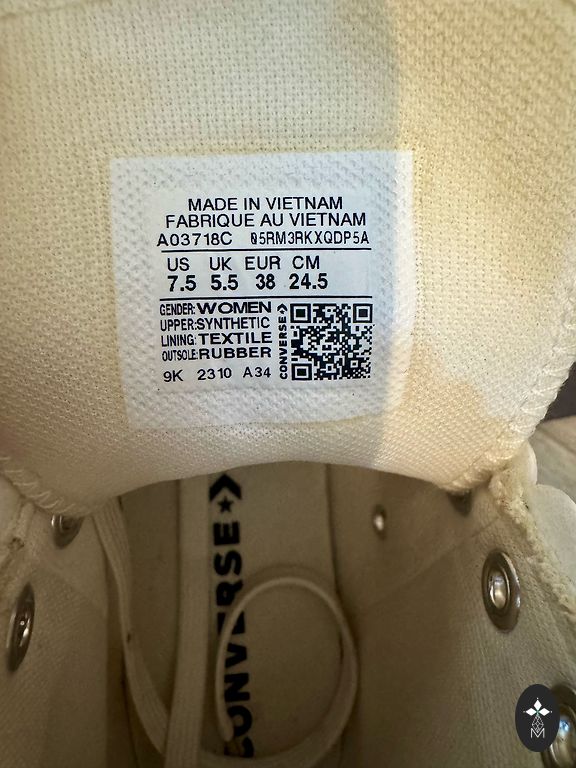 MADE IN VIETNAM
FABRIQUE AU VIETNAM
A03718C 05RM3RKXQDP5A
US UK EUR CM
7.5 5.5 38 24.5
GENDER:WOMEN
UPPER:SYNTHETIC
LINING:TEXTILE
OUTSOLE:RUBBER
CONVERSE
9K 2310 A34
CONVERSE
M